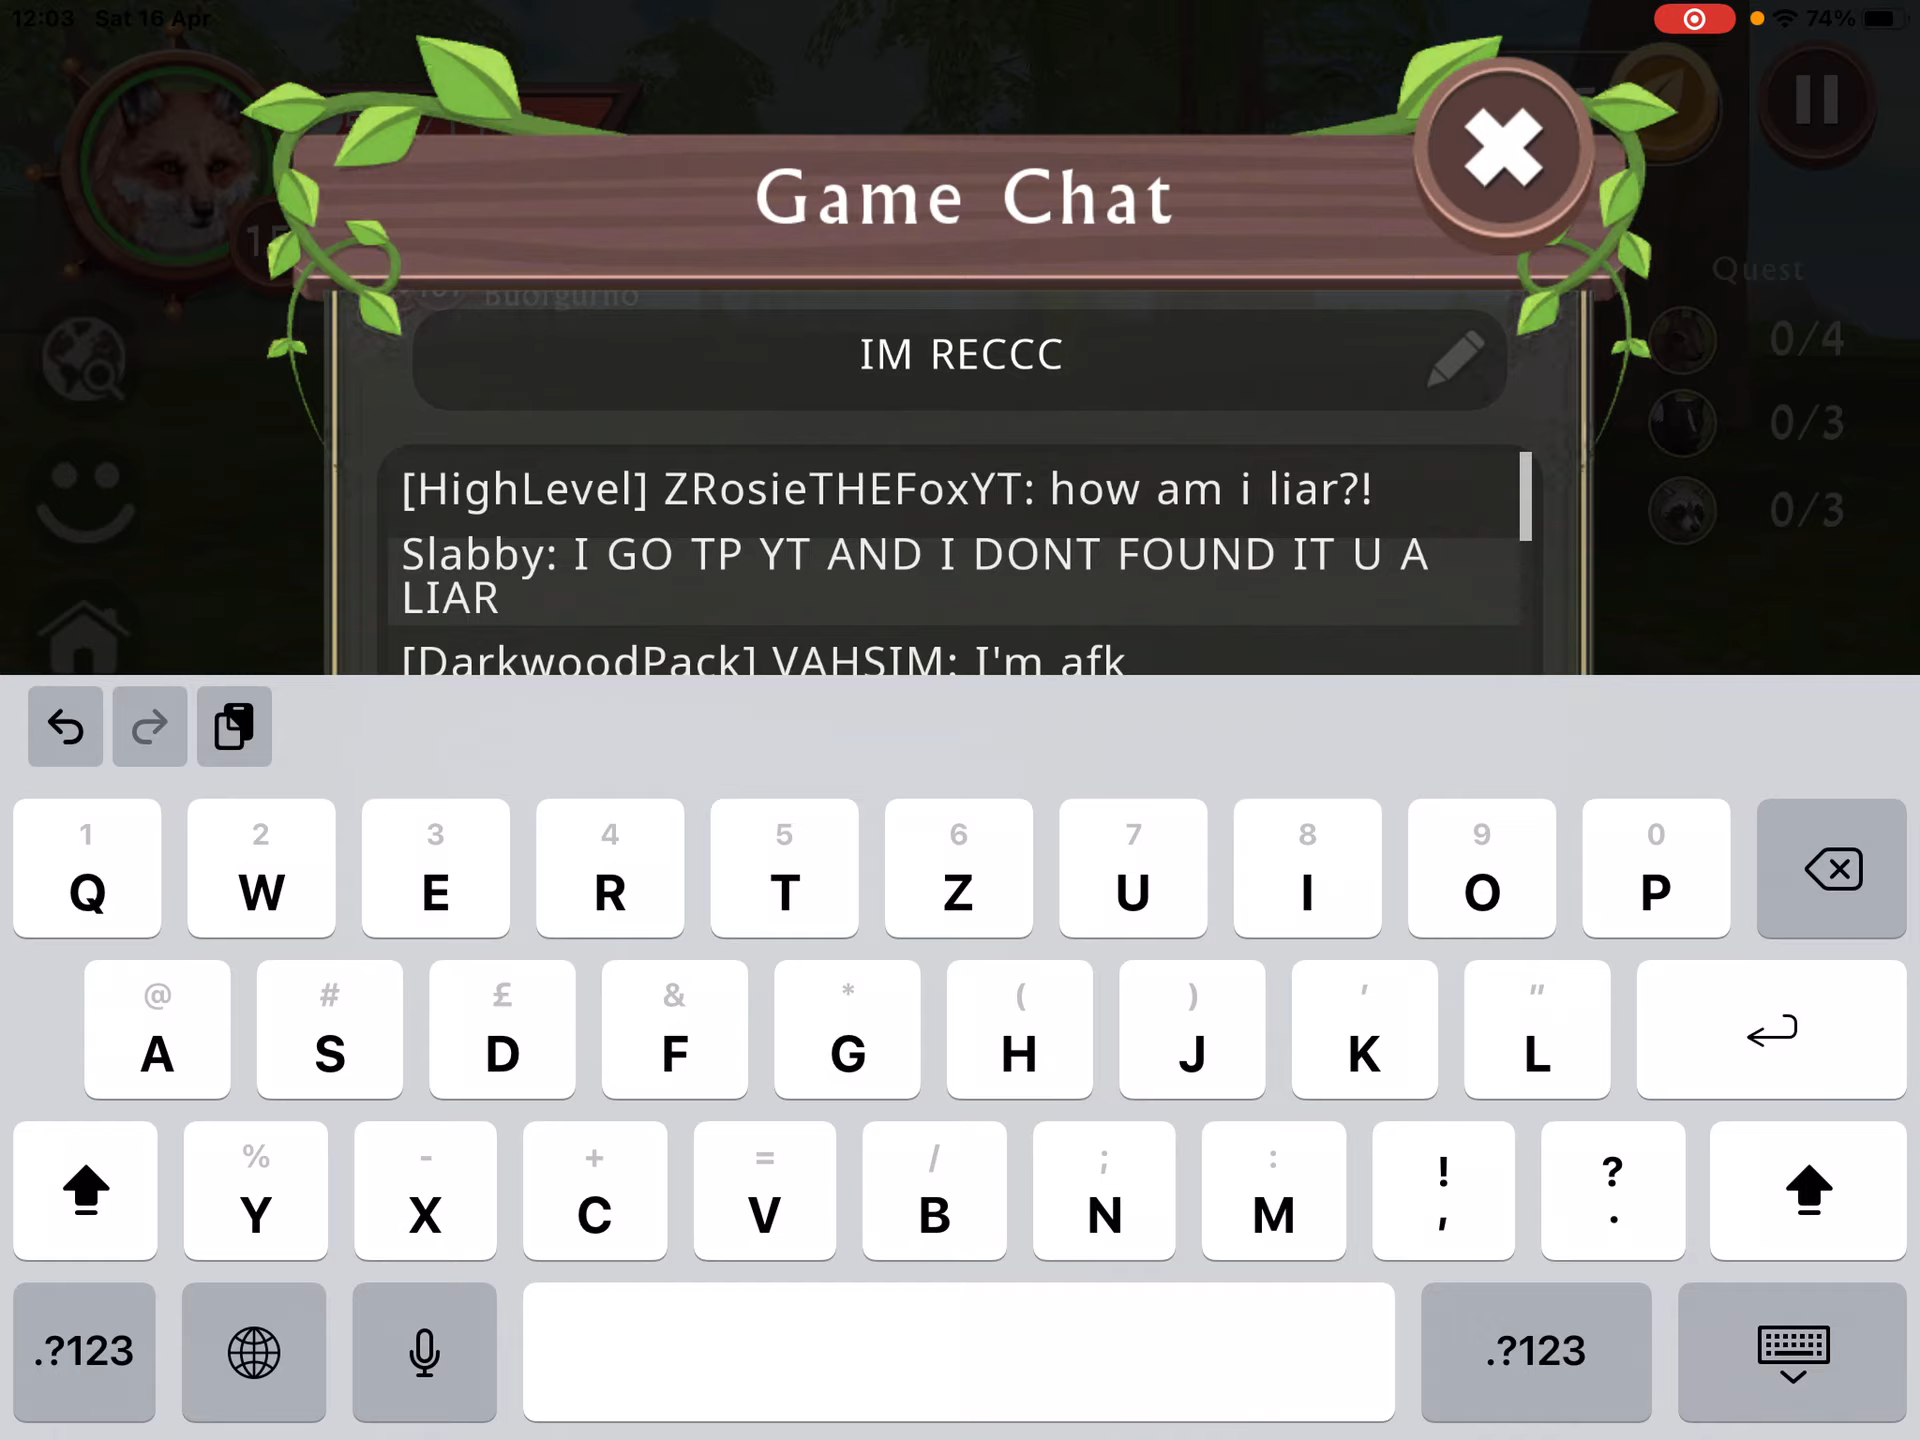 12:03 Sat 16 Apr
74%
Game Chat
Quest
Buorgurno
IM RECCC
0/4
0/3
0/3
[HighLevel] ZRosieTHEFoxYT: how am i liar?!
Slabby: I GO TP YT AND I DONT FOUND IT U A
LIAR
[DarkwoodPack] VAHSIM: I'm afk
1 2 3 4 5 6 7 8 9 0
Q W E R T Z U I O P
@ # £ & * ( ) ' "
A S D F G H J K L
% - + = / ; : ! ?
Y X C V B N M , .
.?123 .?123